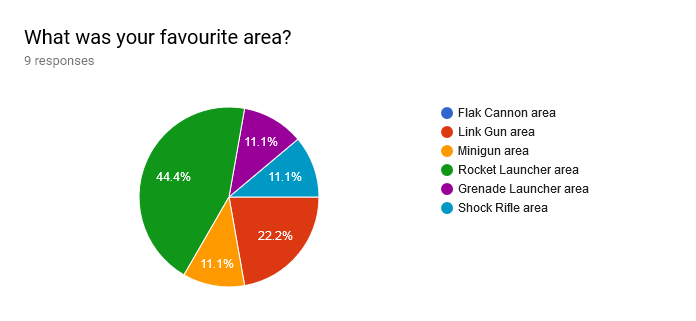 What was your favourite area?
9 responses
Flak Cannon area
Link Gun area
Minigun area
Rocket Launcher area
Grenade Launcher area
Shock Rifle area
11.1%
44.4%
11.1%
22.2%
11.1%